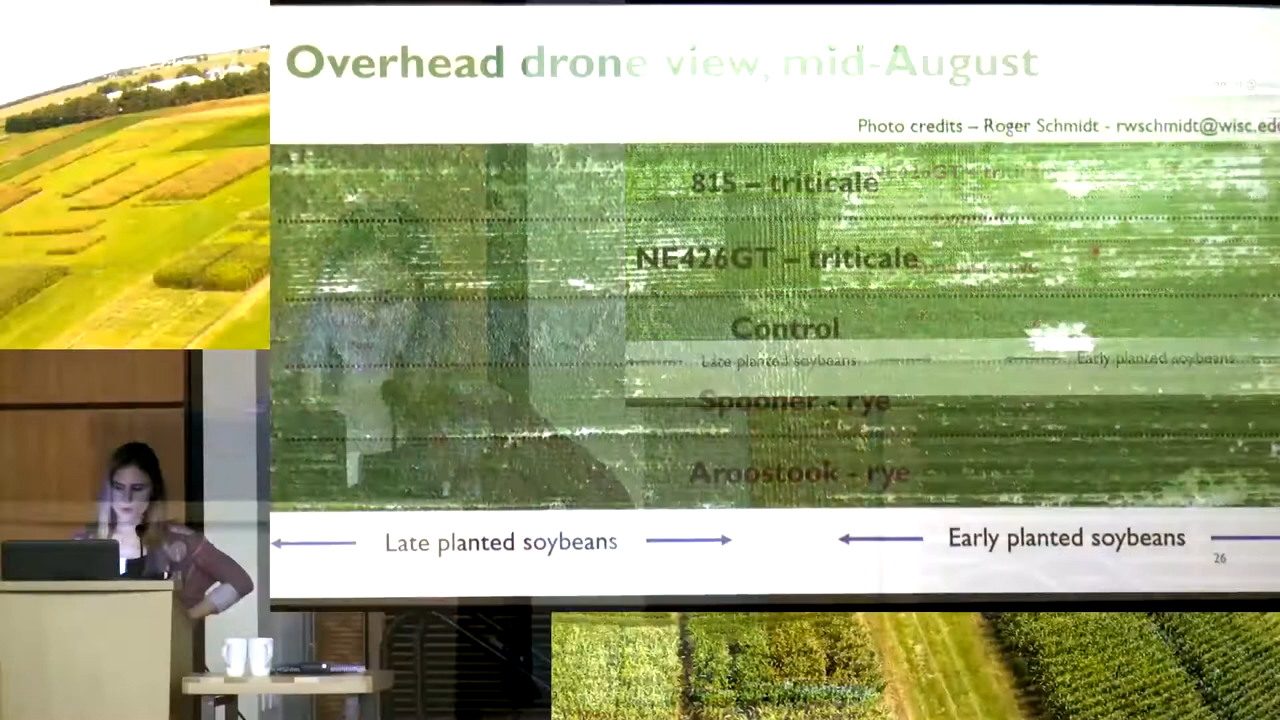 Overhead drone view, mid-August
Photo credits – Roger Schmidt - rwschmidt@wisc.edu
815 – triticale
NE426GT – triticale
Control
Late planted soybeans
Early planted soybeans
Spooner - rye
Aroostook - rye
Late planted soybeans
Early planted soybeans
26